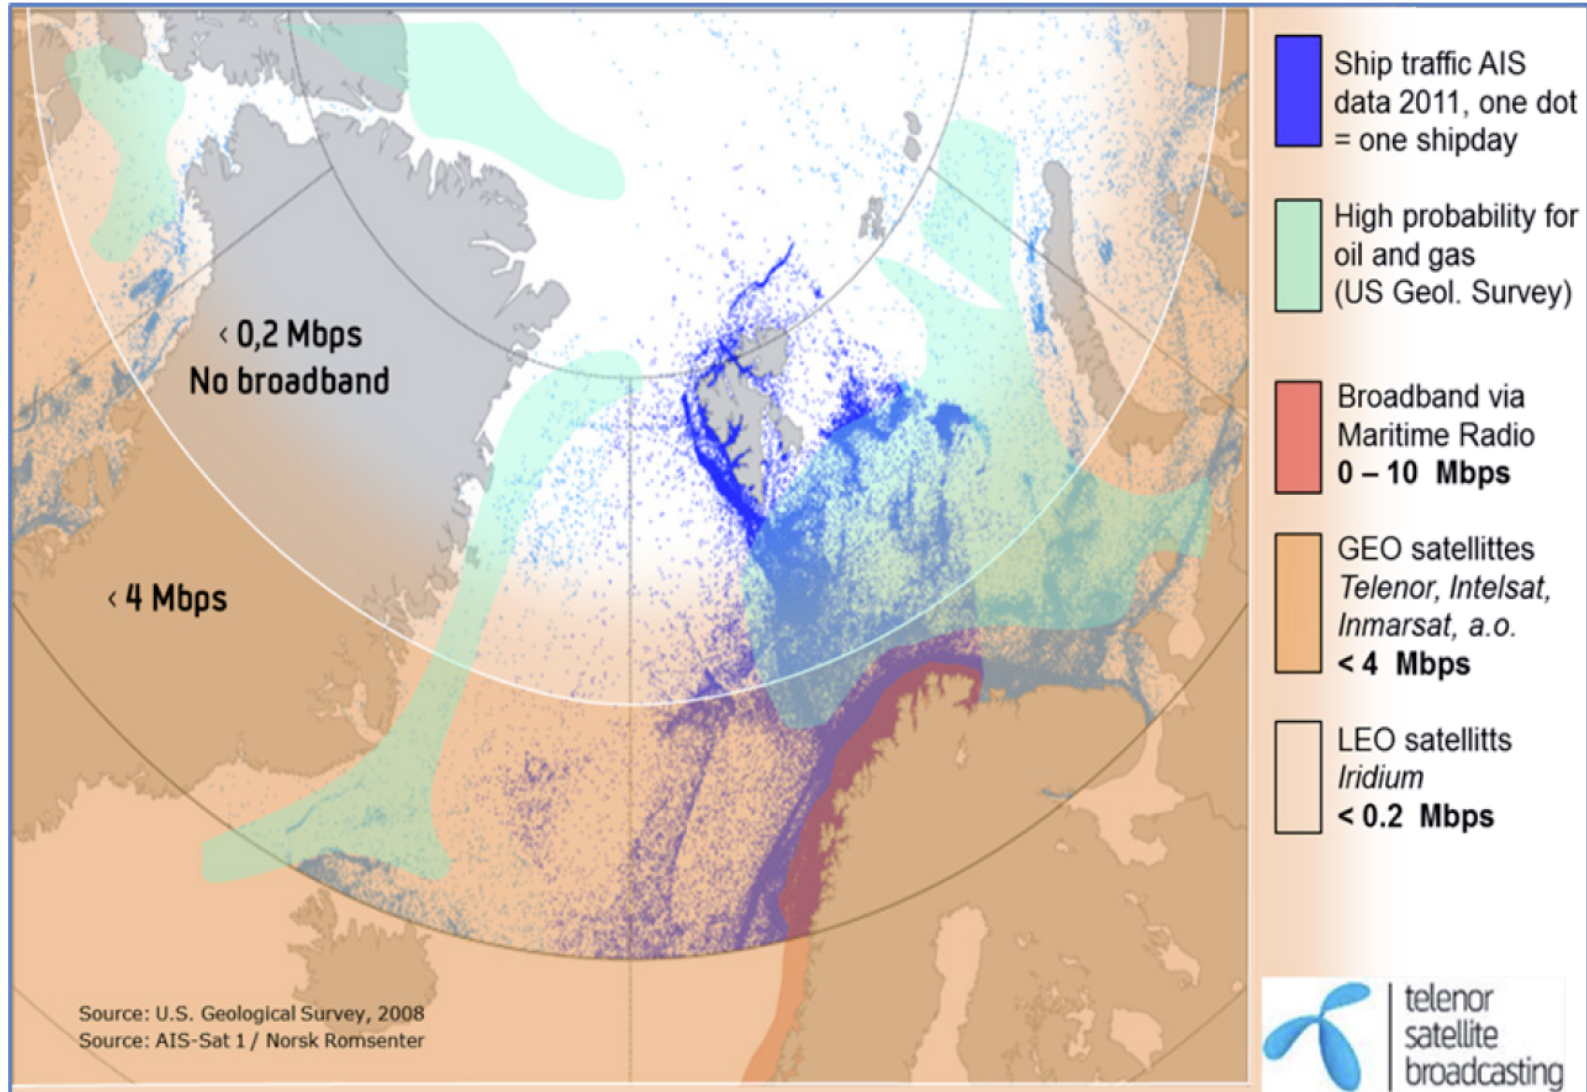 Ship traffic AIS
data 2011, one dot
= one shipday
High probability for
oil and gas
(US Geol. Survey)
Broadband via
Maritime Radio
0 – 10 Mbps
GEO satellittes
Telenor, Intelsat,
Inmarsat, a.o.
< 4 Mbps
LEO satellitts
Iridium
< 0.2 Mbps
< 0,2 Mbps
No broadband
< 4 Mbps
Source: U.S. Geological Survey, 2008
Source: AIS-Sat 1 / Norsk Romsenter
telenor
satellite
broadcasting